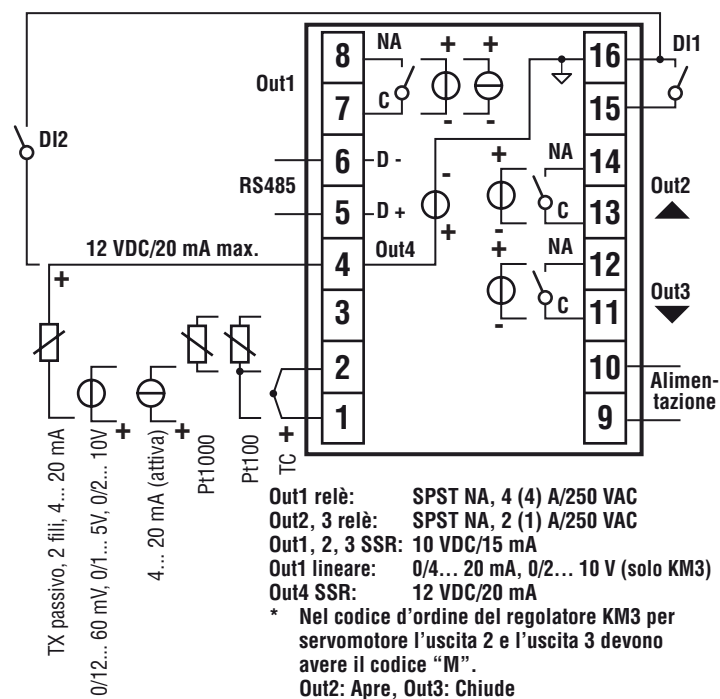 8 NA + + 16 DI1
Out1
7 C - - 15
DI2
6 D - - + NA 14
RS485 Out2
5 D + + - C 13
12 VDC/20 mA max. 4 Out4 + NA 12
+
3 - C 11 Out3
2 10 Alimen-
tazione
1 9
TX passivo, 2 fili, 4... 20 mA
+
0/12... 60 mV, 0/1... 5V, 0/2... 10V
+
4... 20 mA (attiva)
Pt1000
Pt100
TC +
Out1 relè: SPST NA, 4 (4) A/250 VAC
Out2, 3 relè: SPST NA, 2 (1) A/250 VAC
Out1, 2, 3 SSR: 10 VDC/15 mA
Out1 lineare: 0/4... 20 mA, 0/2... 10 V (solo KM3)
Out4 SSR: 12 VDC/20 mA
* Nel codice d’ordine del regolatore KM3 per
servomotore l’uscita 2 e l’uscita 3 devono
avere il codice “M”.
Out2: Apre, Out3: Chiude